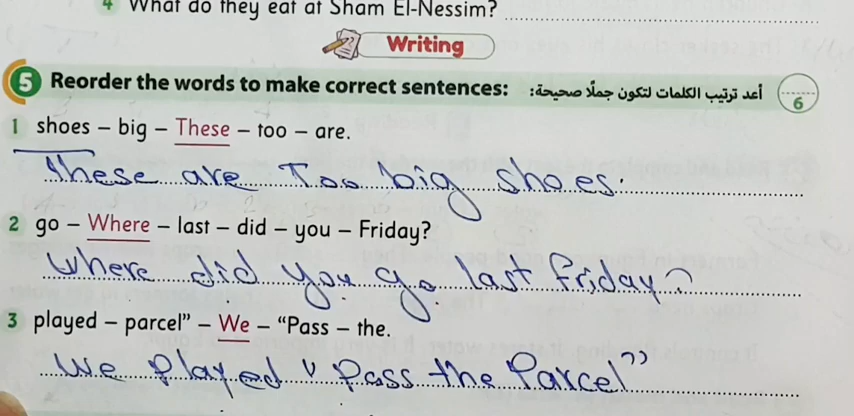 4 What do they eat at Sham El-Nessim?
Writing
5 Reorder the words to make correct sentences: أعد ترتيب الكلمات لتكون جملًا صحيحة:
6
1 shoes – big – These – too – are.
These are Too big shoes.
2 go – Where – last – did – you – Friday?
Where did you go last Friday?
3 played – parcel” – We – “Pass – the.
We Played " Pass the Parcel"